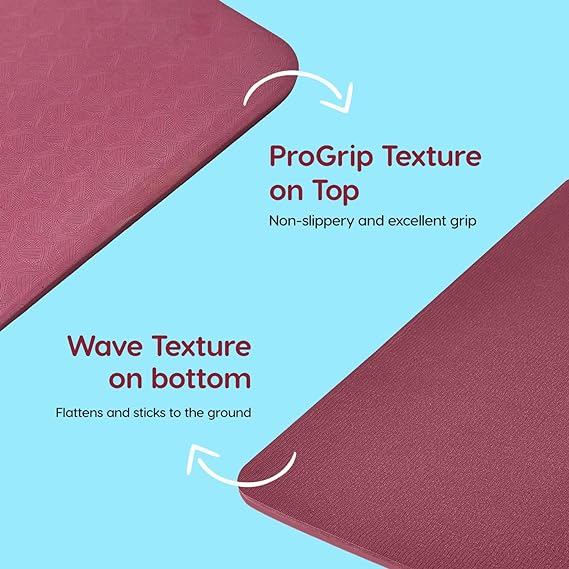 ProGrip Texture
on Top
Non-slippery and excellent grip
Wave Texture
on bottom
Flattens and sticks to the ground